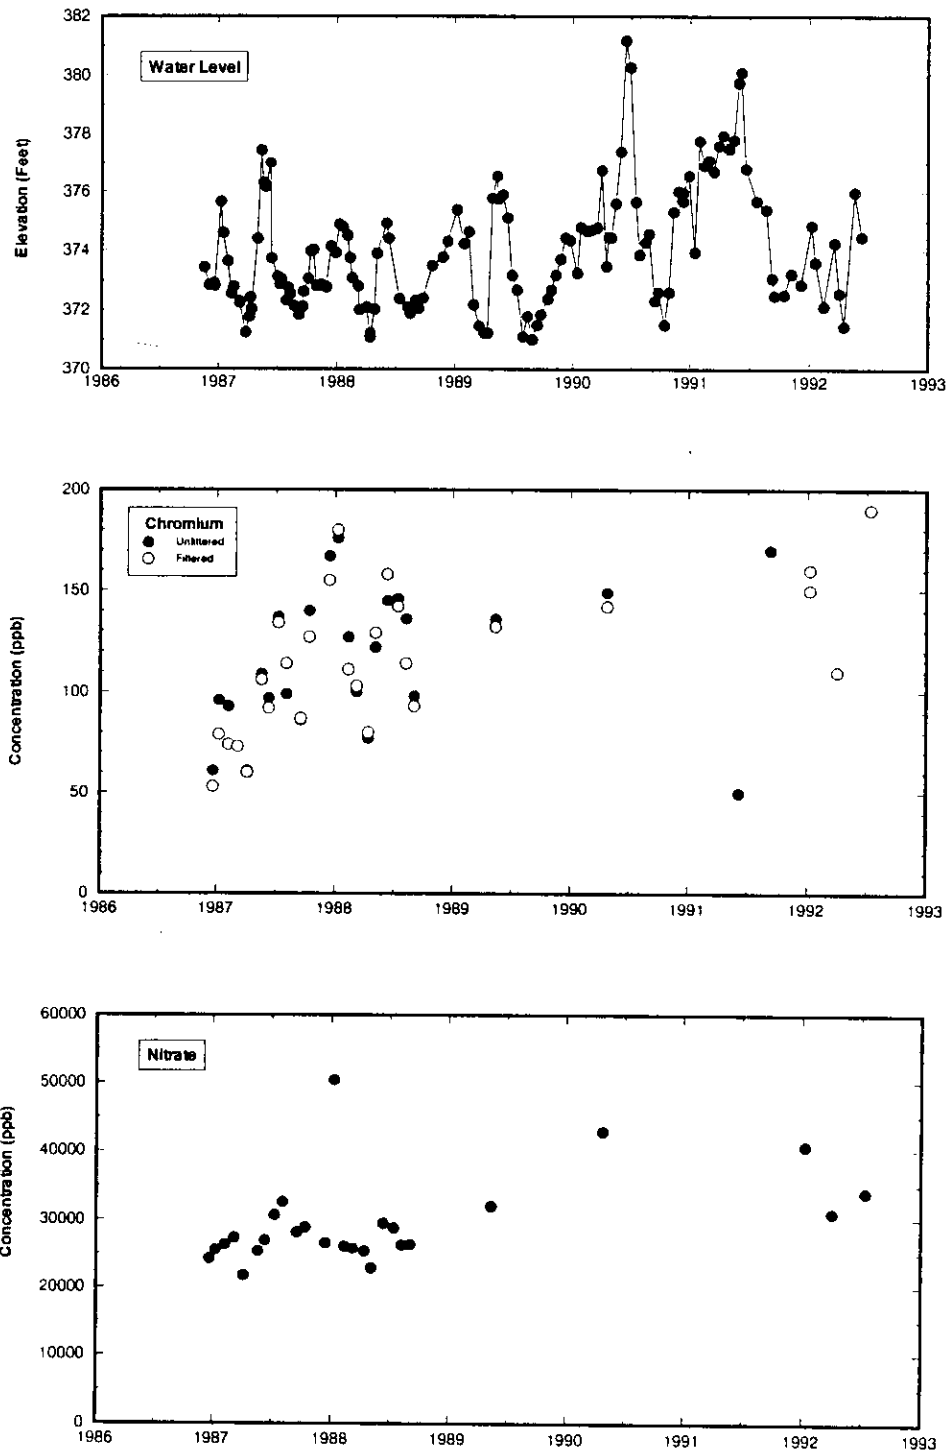 382
380
378
376
374
372
370
Elevation (Feet)
Water Level
1986 1987 1988 1989 1990 1991 1992 1993
200
150
100
50
0
Concentration (ppb)
Chromium
Unfiltered
Filtered
1986 1987 1988 1989 1990 1991 1992 1993
60000
50000
40000
30000
20000
10000
0
Concentration (ppb)
Nitrate
1986 1987 1988 1989 1990 1991 1992 1993